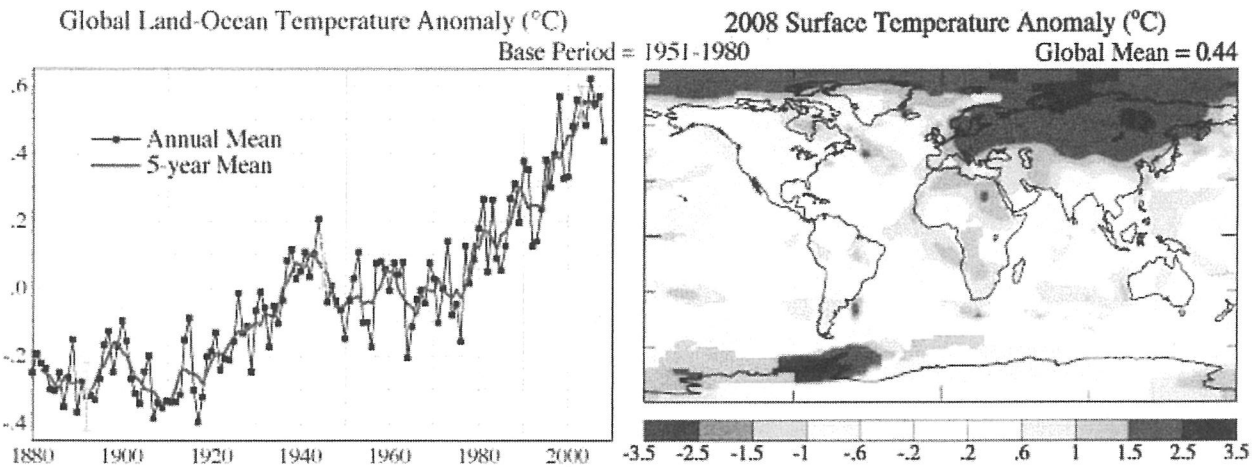 Global Land-Ocean Temperature Anomaly (°C)
2008 Surface Temperature Anomaly (°C)
Base Period = 1951-1980
Global Mean = 0.44
.6
.4
.2
.0
-.2
-.4
Annual Mean
5-year Mean
1880 1900 1920 1940 1960 1980 2000
-3.5 -2.5 -1.5 -1 -.6 -.2 .2 .6 1 1.5 2.5 3.5